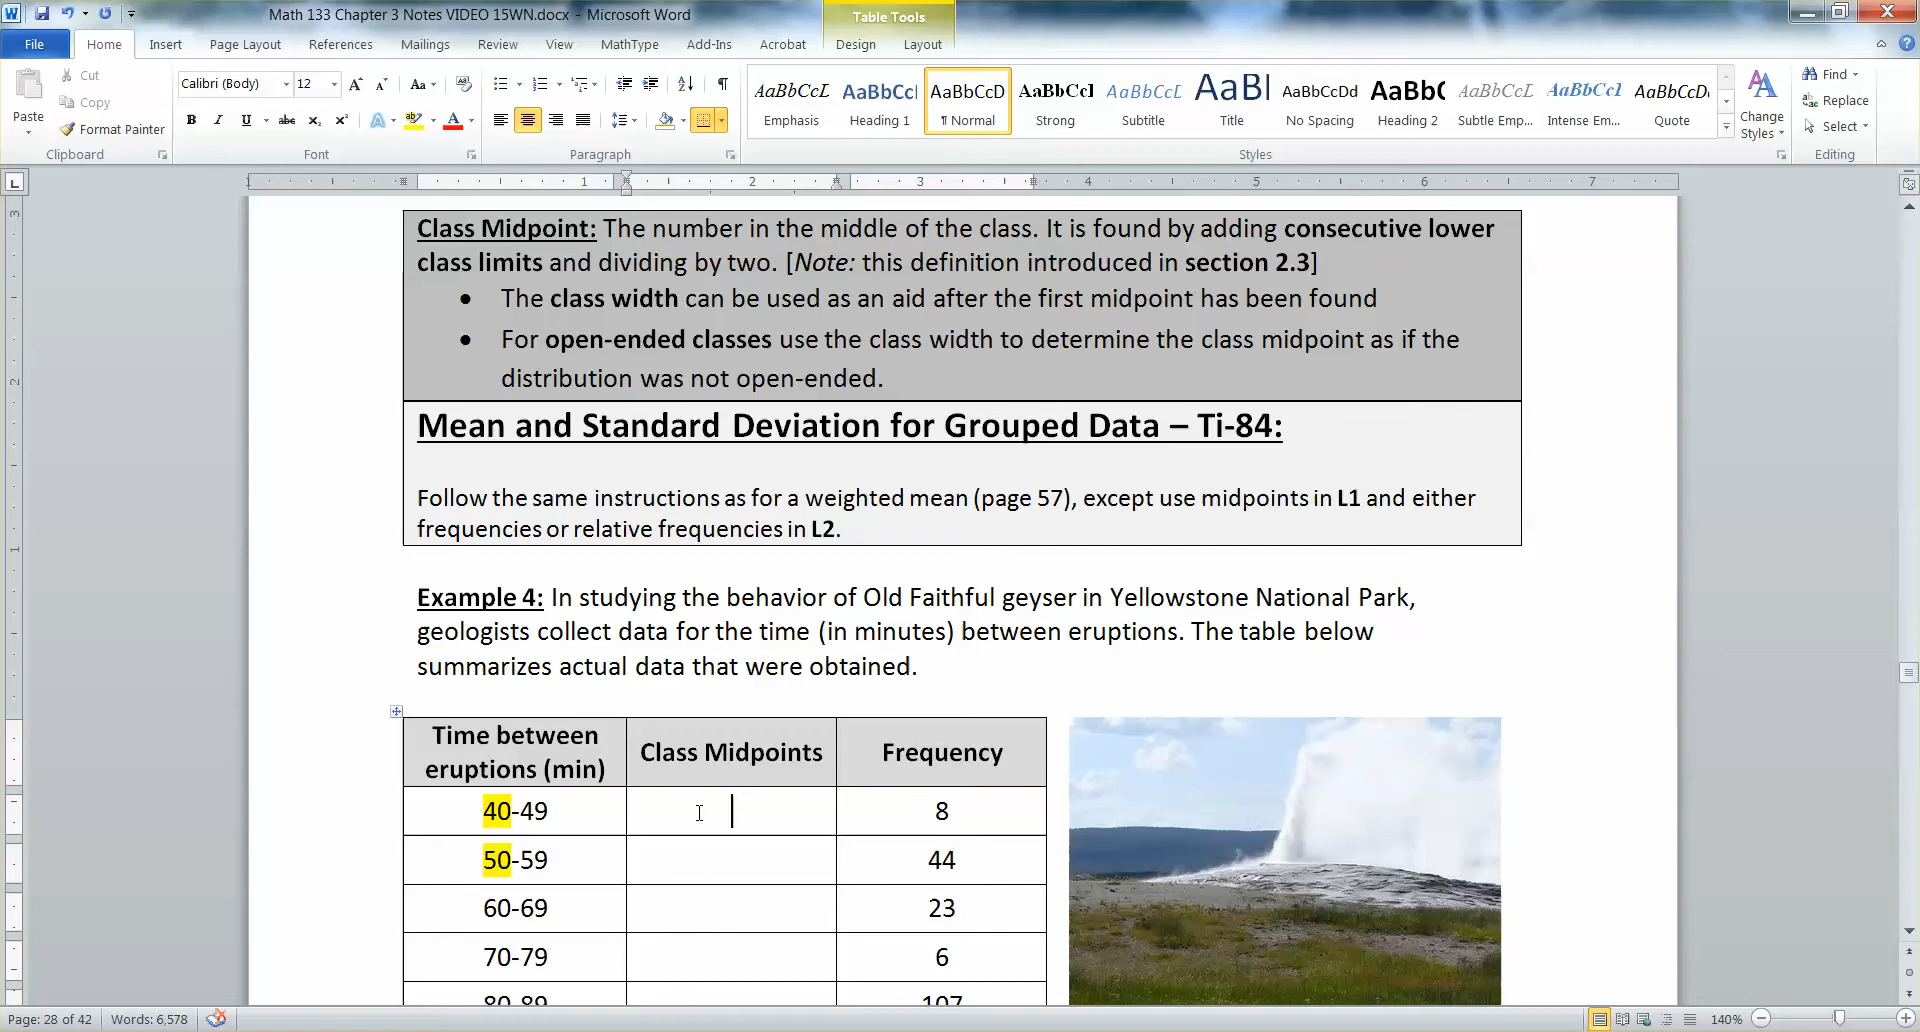 Math 133 Chapter 3 Notes VIDEO 15WN.docx - Microsoft Word
Table Tools
File Home Insert Page Layout References Mailings Review View MathType Add-Ins Acrobat Design Layout
Cut
Copy
Format Painter
Paste
Clipboard
Calibri (Body) 12
Font
Paragraph
AaBbCcL AaBbCcI AaBbCcD AaBbCcI AaBbCcL AaBI AaBbCcDd AaBbC AaBbCcL AaBbCcI AaBbCcD
Emphasis Heading 1 ¶ Normal Strong Subtitle Title No Spacing Heading 2 Subtle Emp... Intense Em... Quote
Styles
Change
Styles
Find
Replace
Select
Editing
Class Midpoint: The number in the middle of the class. It is found by adding consecutive lower
class limits and dividing by two. [Note: this definition introduced in section 2.3]
• The class width can be used as an aid after the first midpoint has been found
• For open-ended classes use the class width to determine the class midpoint as if the
distribution was not open-ended.
Mean and Standard Deviation for Grouped Data – Ti-84:
Follow the same instructions as for a weighted mean (page 57), except use midpoints in L1 and either
frequencies or relative frequencies in L2.
Example 4: In studying the behavior of Old Faithful geyser in Yellowstone National Park,
geologists collect data for the time (in minutes) between eruptions. The table below
summarizes actual data that were obtained.
Time between
eruptions (min)
Class Midpoints
Frequency
40-49 8
50-59 44
60-69 23
70-79 6
80-89 107
Page: 28 of 42 Words: 6,578 140%